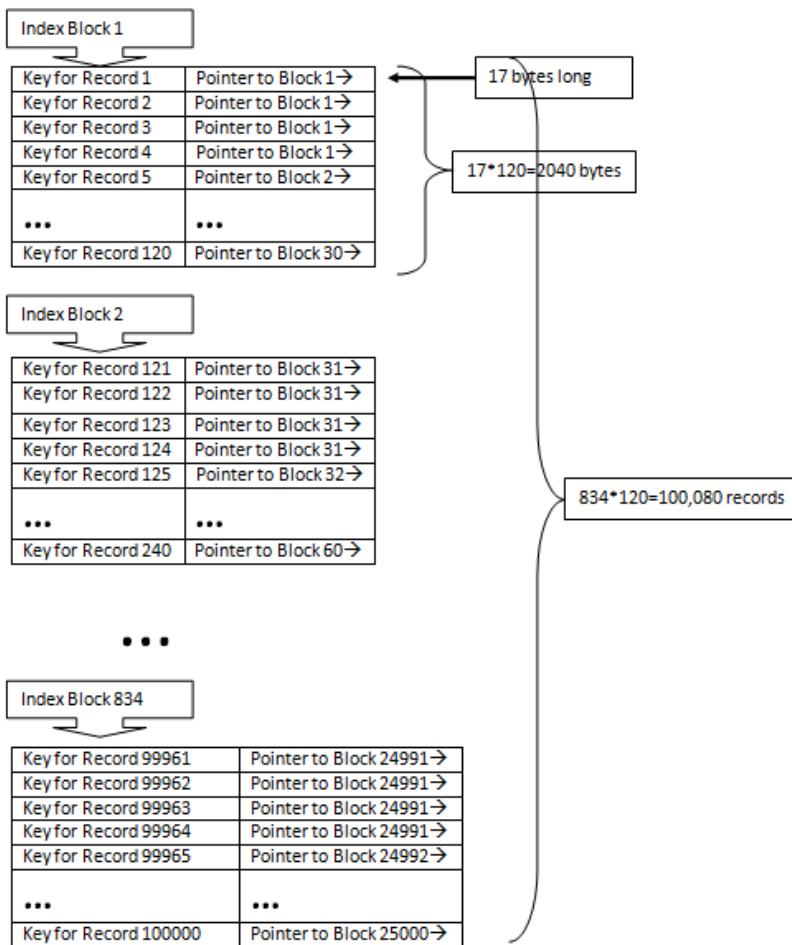 Index Block 1
Key for Record 1 Pointer to Block 1→
Key for Record 2 Pointer to Block 1→
Key for Record 3 Pointer to Block 1→
Key for Record 4 Pointer to Block 1→
Key for Record 5 Pointer to Block 2→
... ...
Key for Record 120 Pointer to Block 30→
17 bytes long
17*120=2040 bytes
Index Block 2
Key for Record 121 Pointer to Block 31→
Key for Record 122 Pointer to Block 31→
Key for Record 123 Pointer to Block 31→
Key for Record 124 Pointer to Block 31→
Key for Record 125 Pointer to Block 32→
... ...
Key for Record 240 Pointer to Block 60→
834*120=100,080 records
...
Index Block 834
Key for Record 99961 Pointer to Block 24991→
Key for Record 99962 Pointer to Block 24991→
Key for Record 99963 Pointer to Block 24991→
Key for Record 99964 Pointer to Block 24991→
Key for Record 99965 Pointer to Block 24992→
... ...
Key for Record 100000 Pointer to Block 25000→